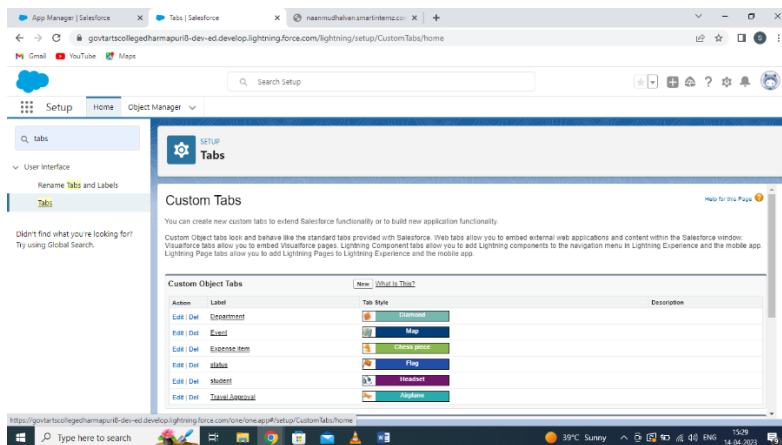 App Manager | Salesforce
Tabs | Salesforce
naanmudhalvan.smartinternz.com
govtartscollegedharmapuri8-dev-ed.develop.lightning.force.com/lightning/setup/CustomTabs/home
Gmail YouTube Maps
Search Setup
Setup Home Object Manager
tabs
User Interface
Rename Tabs and Labels
Tabs
Didn't find what you're looking for?
Try using Global Search.
SETUP
Tabs
Custom Tabs
Help for this Page
You can create new custom tabs to extend Salesforce functionality or to build new application functionality.
Custom Object tabs look and behave like the standard tabs provided with Salesforce. Web tabs allow you to embed external web applications and content within the Salesforce window.
Visualforce tabs allow you to embed Visualforce pages. Lightning Component tabs allow you to add Lightning components to the navigation menu in Lightning Experience and the mobile app.
Lightning Page tabs allow you to add Lightning Pages to Lightning Experience and the mobile app.
Custom Object Tabs New What Is This?
Action Label Tab Style Description
Edit | Del Department Diamond
Edit | Del Event Map
Edit | Del Expense item Chess piece
Edit | Del status Flag
Edit | Del student Headset
Edit | Del Travel Approval Airplane
https://govtartscollegedharmapuri8-dev-ed.develop.lightning.force.com/one/one.app#/setup/CustomTabs/home
Type here to search
39°C Sunny
ENG
15:29
14-04-2023